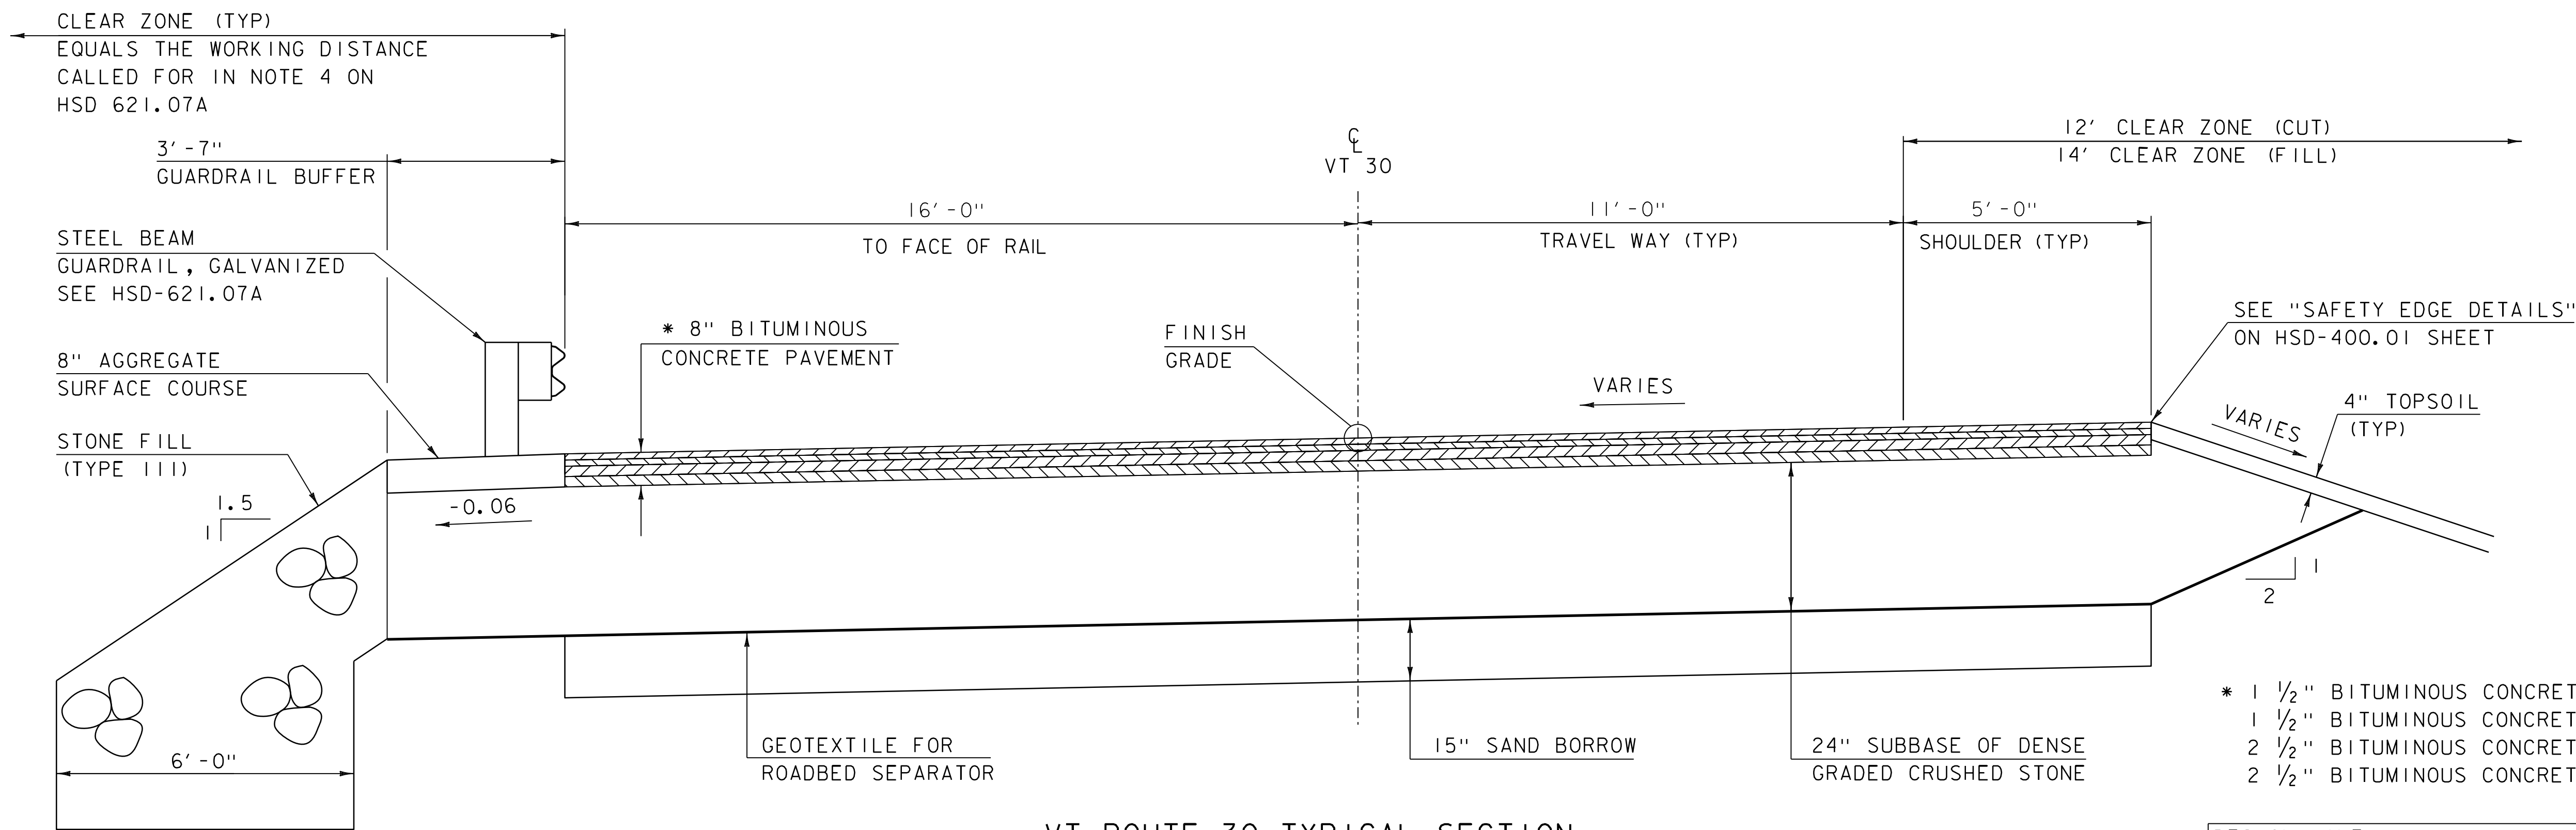 CLEAR ZONE (TYP)
EQUALS THE WORKING DISTANCE
CALLED FOR IN NOTE 4 ON
HSD 621.07A
3'-7"
GUARDRAIL BUFFER
STEEL BEAM
GUARDRAIL, GALVANIZED
SEE HSD-621.07A
8" AGGREGATE
SURFACE COURSE
STONE FILL
(TYPE III)
1.5
1
-0.06
6'-0"
16'-0"
TO FACE OF RAIL
* 8" BITUMINOUS
CONCRETE PAVEMENT
℄
VT 30
FINISH
GRADE
11'-0"
TRAVEL WAY (TYP)
5'-0"
SHOULDER (TYP)
12' CLEAR ZONE (CUT)
14' CLEAR ZONE (FILL)
VARIES
SEE "SAFETY EDGE DETAILS"
ON HSD-400.01 SHEET
VARIES
4" TOPSOIL
(TYP)
1
2
GEOTEXTILE FOR
ROADBED SEPARATOR
15" SAND BORROW
24" SUBBASE OF DENSE
GRADED CRUSHED STONE
* 1 ½" BITUMINOUS CONCRET
1 ½" BITUMINOUS CONCRET
2 ½" BITUMINOUS CONCRET
2 ½" BITUMINOUS CONCRET
VT ROUTE 30 TYPICAL SECTION